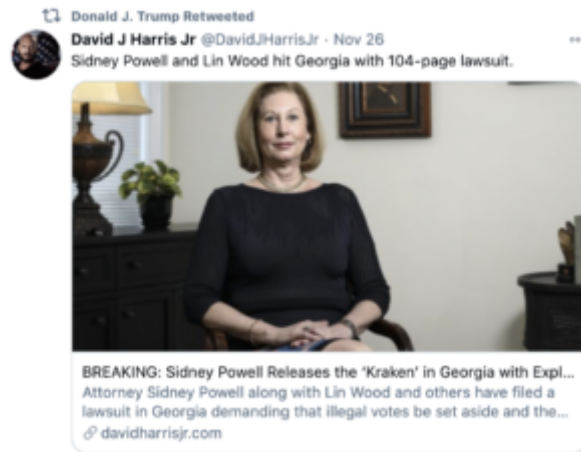 Donald J. Trump Retweeted
David J Harris Jr @DavidJHarrisJr · Nov 26
Sidney Powell and Lin Wood hit Georgia with 104-page lawsuit.
BREAKING: Sidney Powell Releases the 'Kraken' in Georgia with Expl...
Attorney Sidney Powell along with Lin Wood and others have filed a
lawsuit in Georgia demanding that illegal votes be set aside and the...
davidharrisjr.com